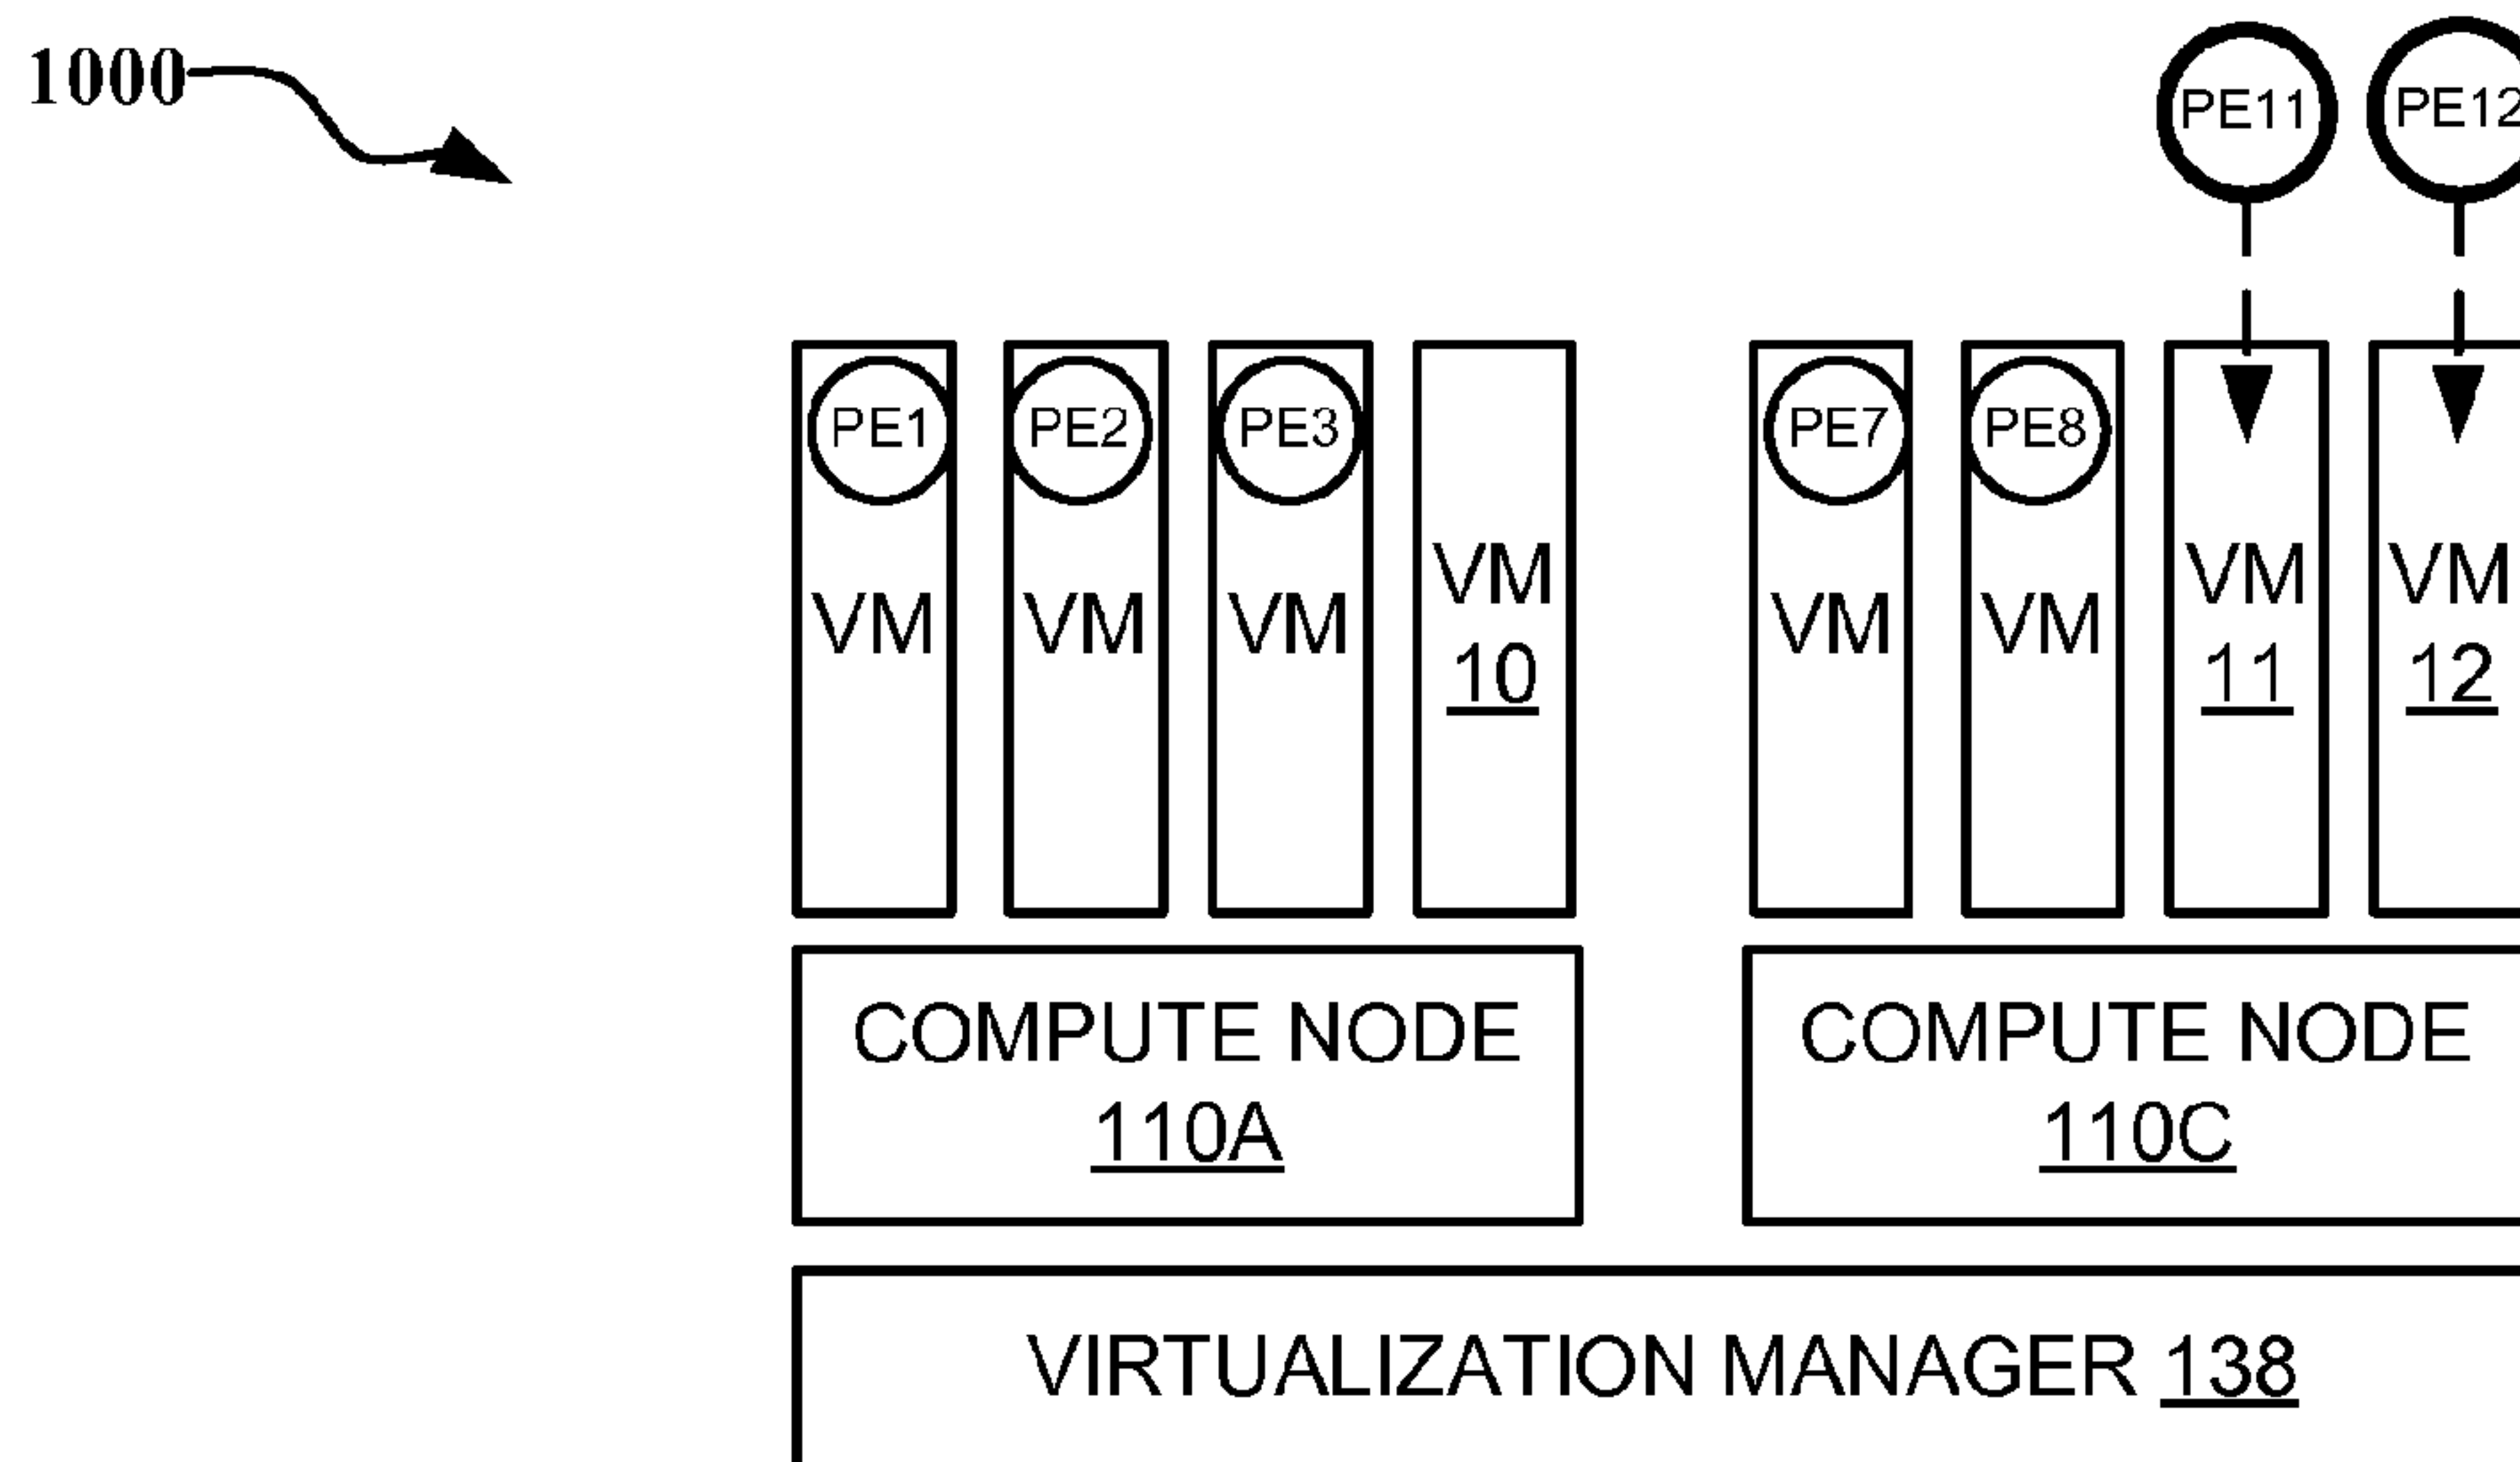 1000
PE11 PE12
PE1 PE2 PE3 PE7 PE8
VM VM VM VM VM VM VM VM
10 11 12
COMPUTE NODE COMPUTE NODE
110A 110C
VIRTUALIZATION MANAGER 138